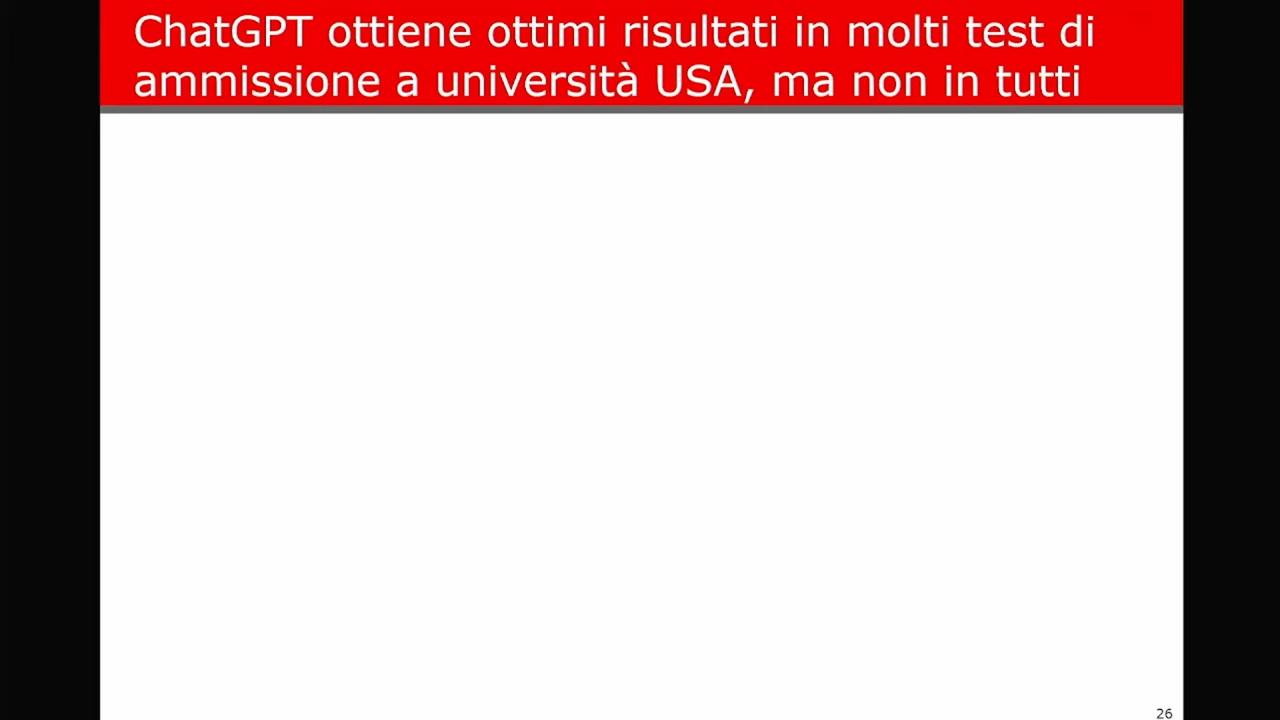 ChatGPT ottiene ottimi risultati in molti test di
ammissione a università USA, ma non in tutti
26